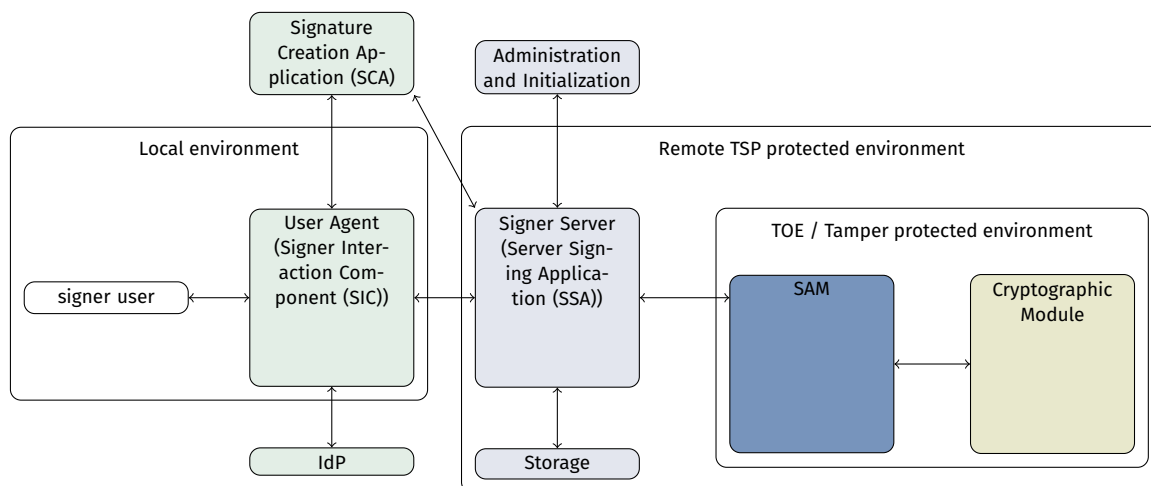 Signature
Creation Ap-
plication (SCA)
Administration
and Initialization
Local environment
Remote TSP protected environment
User Agent
(Signer Inter-
action Com-
ponent (SIC))
Signer Server
(Server Sign-
ing Applica-
tion (SSA))
TOE / Tamper protected environment
signer user
SAM
Cryptographic
Module
IdP
Storage